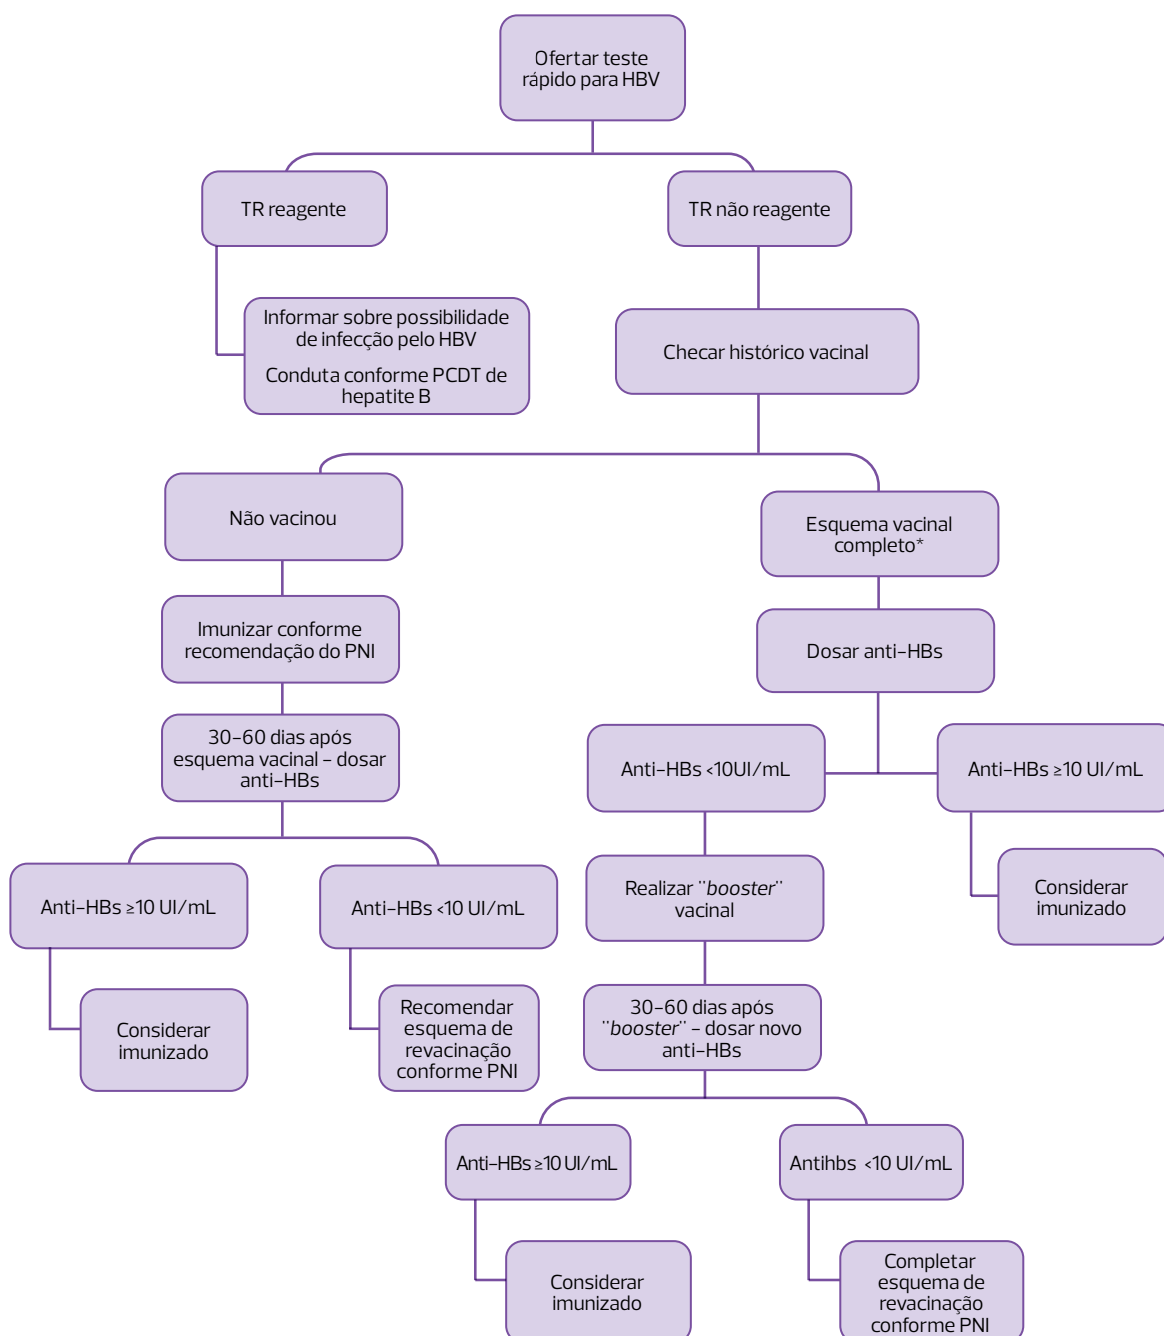 Ofertar teste
rápido para HBV
TR reagente
TR não reagente
Informar sobre possibilidade
de infecção pelo HBV
Conduta conforme PCDT de
hepatite B
Checar histórico vacinal
Não vacinou
Esquema vacinal
completo*
Imunizar conforme
recomendação do PNI
Dosar anti-HBs
30-60 dias após
esquema vacinal - dosar
anti-HBs
Anti-HBs <10UI/mL
Anti-HBs ≥10 UI/mL
Anti-HBs ≥10 UI/mL
Anti-HBs <10 UI/mL
Realizar "booster"
vacinal
Considerar
imunizado
Considerar
imunizado
Recomendar
esquema de
revacinação
conforme PNI
30-60 dias após
"booster" - dosar novo
anti-HBs
Anti-HBs ≥10 UI/mL
Antihbs <10 UI/mL
Considerar
imunizado
Completar
esquema de
revacinação
conforme PNI